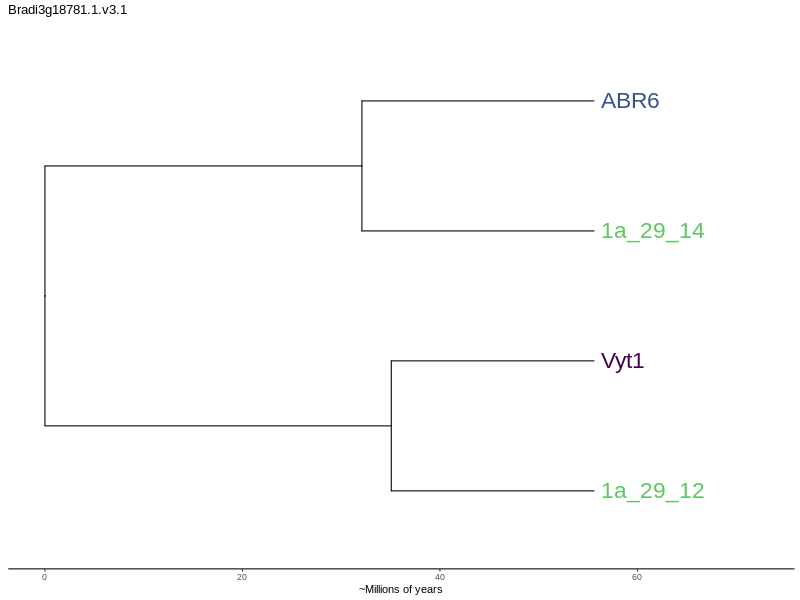 Bradi3g18781.1.v3.1
ABR6
1a_29_14
Vyt1
1a_29_12
0 20 40 60
~Millions of years